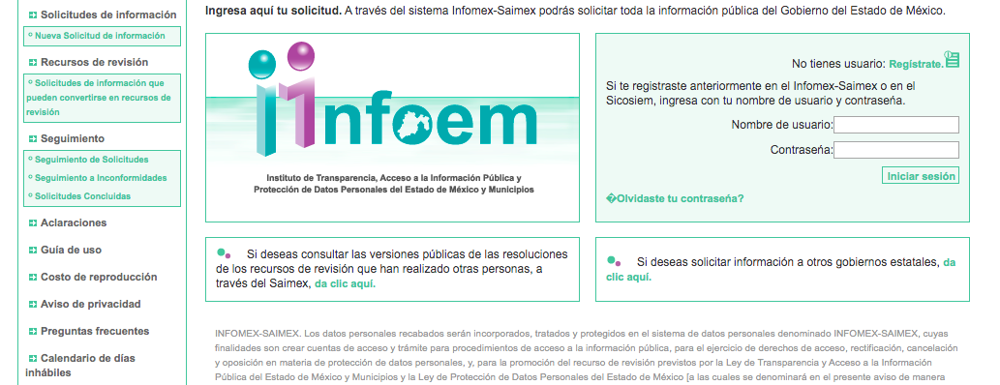 Solicitudes de información
Nueva Solicitud de información
Recursos de revisión
Solicitudes de información que
pueden convertirse en recursos de
revisión
Seguimiento
Seguimiento de Solicitudes
Seguimiento a Inconformidades
Solicitudes Concluidas
Aclaraciones
Guía de uso
Costo de reproducción
Aviso de privacidad
Preguntas frecuentes
Calendario de días
inhábiles
Ingresa aquí tu solicitud. A través del sistema Infomex-Saimex podrás solicitar toda la información pública del Gobierno del Estado de México.
infoem
Instituto de Transparencia, Acceso a la Información Pública y
Protección de Datos Personales del Estado de México y Municipios
No tienes usuario: Regístrate.
Si te registraste anteriormente en el Infomex-Saimex o en el
Sicosiem, ingresa con tu nombre de usuario y contraseña.
Nombre de usuario:
Contraseña:
Iniciar sesión
�Olvidaste tu contraseña?
Si deseas consultar las versiones públicas de las resoluciones
de los recursos de revisión que han realizado otras personas, a
través del Saimex, da clic aquí.
Si deseas solicitar información a otros gobiernos estatales, da
clic aquí.
INFOMEX-SAIMEX. Los datos personales recabados serán incorporados, tratados y protegidos en el sistema de datos personales denominado INFOMEX-SAIMEX, cuyas
finalidades son crear cuentas de acceso y trámite para procedimientos de acceso a la información pública, para el ejercicio de derechos de acceso, rectificación, cancelación
y oposición en materia de protección de datos personales, y, para la promoción del recurso de revisión previstos por la Ley de Transparencia y Acceso a la Información
Pública del Estado de México y Municipios y la Ley de Protección de Datos Personales del Estado de México [a las cuales se denominará en el presente aviso de manera